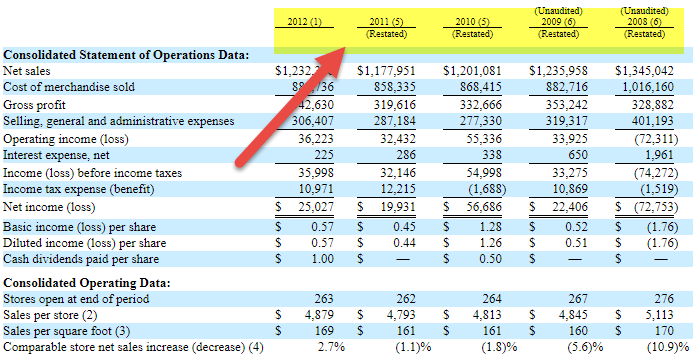 (Unaudited) (Unaudited)
2012 (1) 2011 (5) 2010 (5) 2009 (6) 2008 (6)
(Restated) (Restated) (Restated) (Restated)
Consolidated Statement of Operations Data:
Net sales $1,177,951 $1,201,081 $1,235,958 $1,345,042
Cost of merchandise sold 858,335 868,415 882,716 1,016,160
Gross profit 319,616 332,666 353,242 328,882
Selling, general and administrative expenses 306,407 287,184 277,330 319,317 401,193
Operating income (loss) 36,223 32,432 55,336 33,925 (72,311)
Interest expense, net 225 286 338 650 1,961
Income (loss) before income taxes 35,998 32,146 54,998 33,275 (74,272)
Income tax expense (benefit) 10,971 12,215 (1,688) 10,869 (1,519)
Net income (loss) $ 25,027 $ 19,931 $ 56,686 $ 22,406 $ (72,753)
Basic income (loss) per share $ 0.57 $ 0.45 $ 1.28 $ 0.52 $ (1.76)
Diluted income (loss) per share $ 0.57 $ 0.44 $ 1.26 $ 0.51 $ (1.76)
Cash dividends paid per share $ 1.00 $ — $ 0.50 $ — $ —
Consolidated Operating Data:
Stores open at end of period 263 262 264 267 276
Sales per store (2) $ 4,879 $ 4,793 $ 4,813 $ 4,845 $ 5,113
Sales per square foot (3) $ 169 $ 161 $ 161 $ 160 $ 170
Comparable store net sales increase (decrease) (4) 2.7% (1.1)% (1.8)% (5.6)% (10.9)%